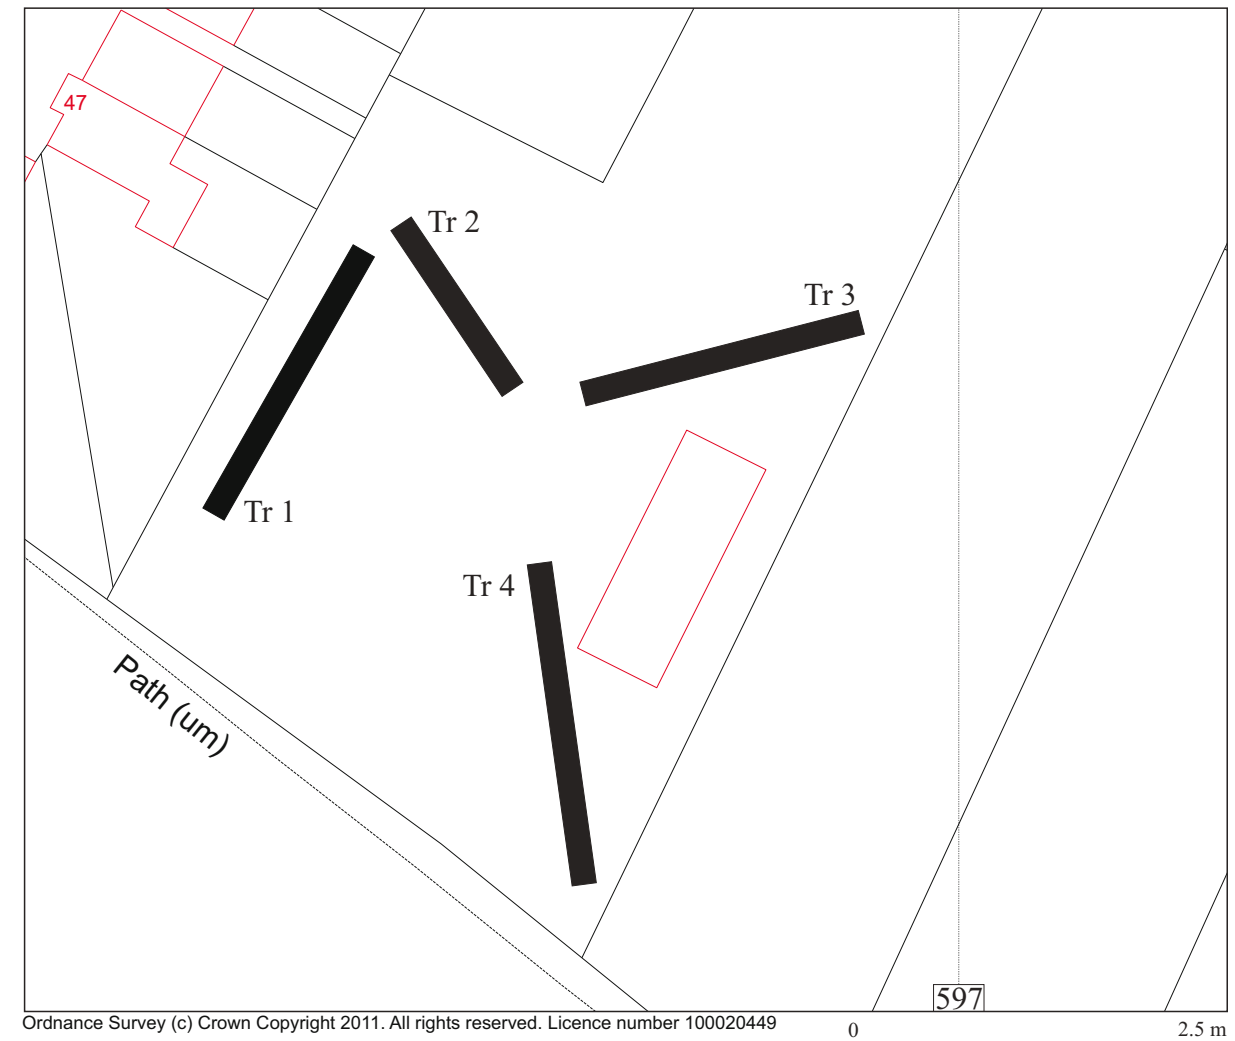 47
Tr 2
Tr 3
Tr 1
Tr 4
Path (um)
597
Ordnance Survey (c) Crown Copyright 2011. All rights reserved. Licence number 100020449
0
2.5 m